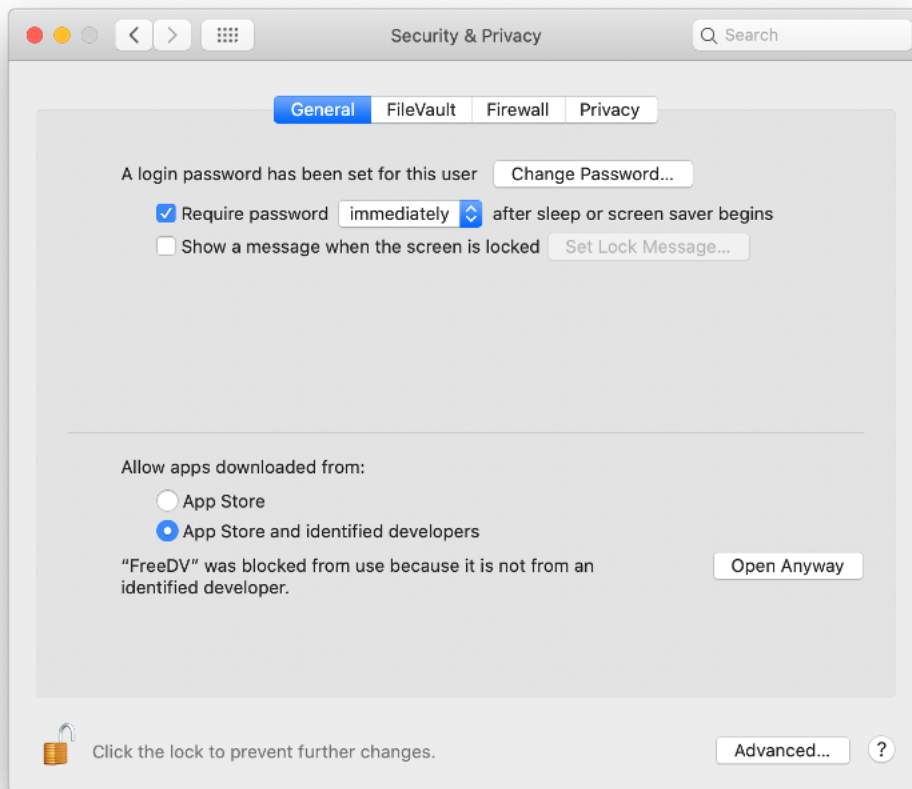 Security & Privacy
Search
General FileVault Firewall Privacy
A login password has been set for this user Change Password...
Require password immediately after sleep or screen saver begins
Show a message when the screen is locked Set Lock Message...
Allow apps downloaded from:
App Store
App Store and identified developers
“FreeDV” was blocked from use because it is not from an
identified developer.
Open Anyway
Click the lock to prevent further changes.
Advanced... ?